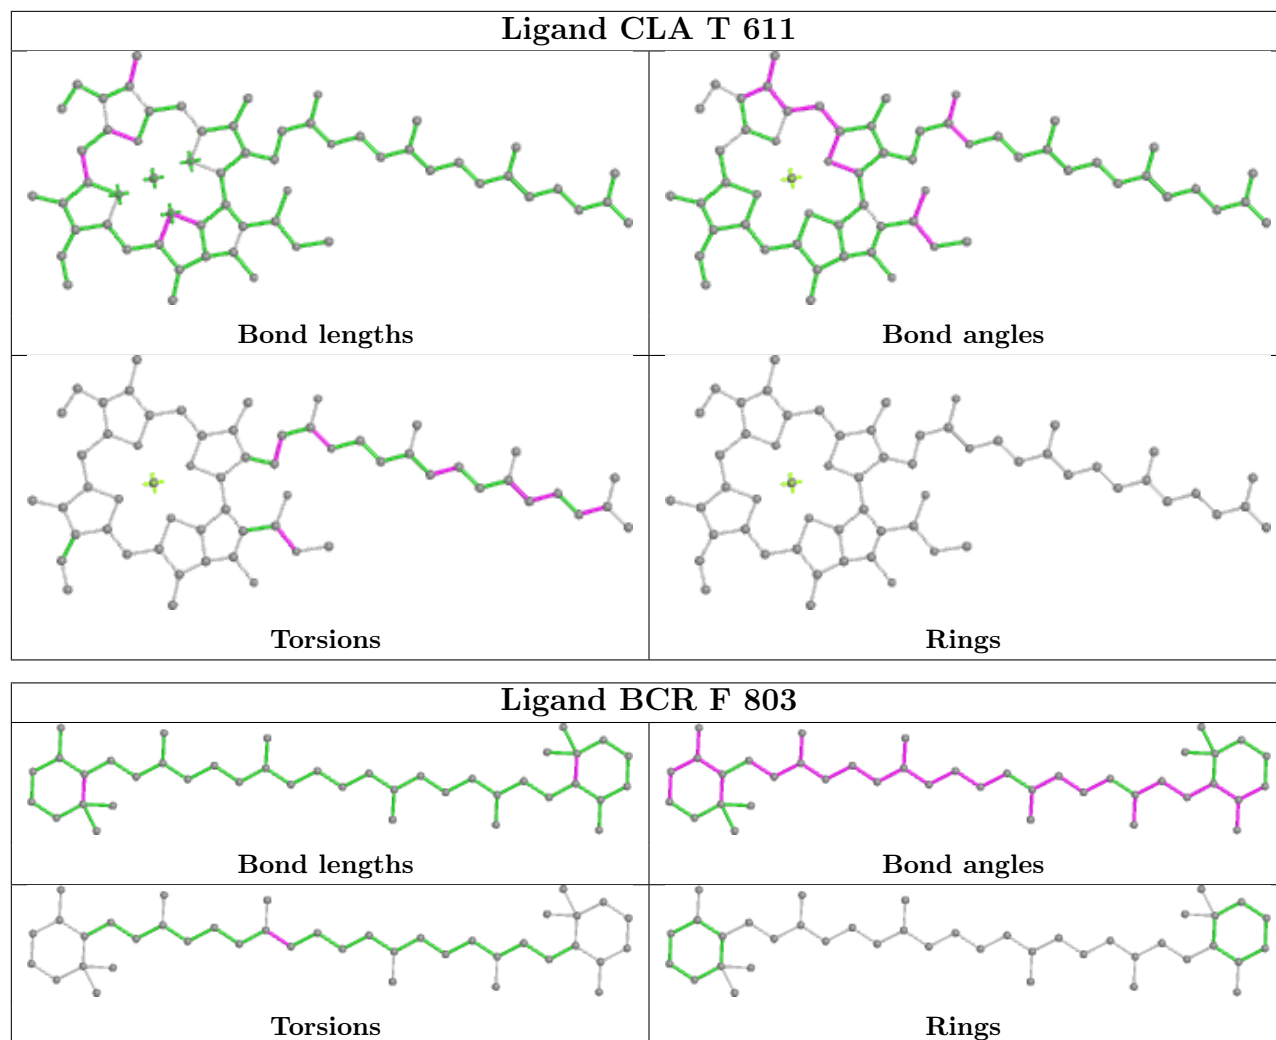 Ligand CLA T 611
Bond lengths
Bond angles
Torsions
Rings
Ligand BCR F 803
Bond lengths
Bond angles
Torsions
Rings